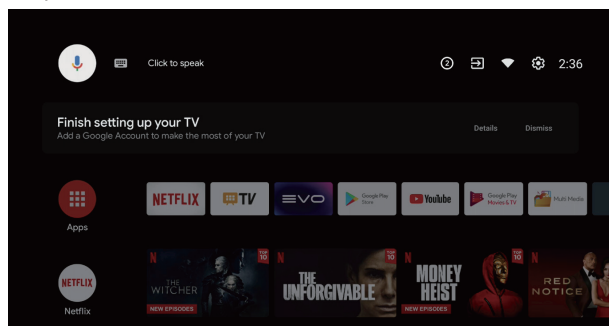 Click to speak
2
2:36
Finish setting up your TV
Add a Google Account to make the most of your TV
Details
Dismiss
NETFLIX
TV
EVO
Google Play
Store
YouTube
Google Play
Movies & TV
Multi Media
Apps
NETFLIX
Netflix
N
THE
WITCHER
NEW EPISODES
TOP
10
N
THE
UNFORGIVABLE
TOP
10
N
MONEY
HEIST
NEW EPISODES
TOP
10
N
RED
NOTICE